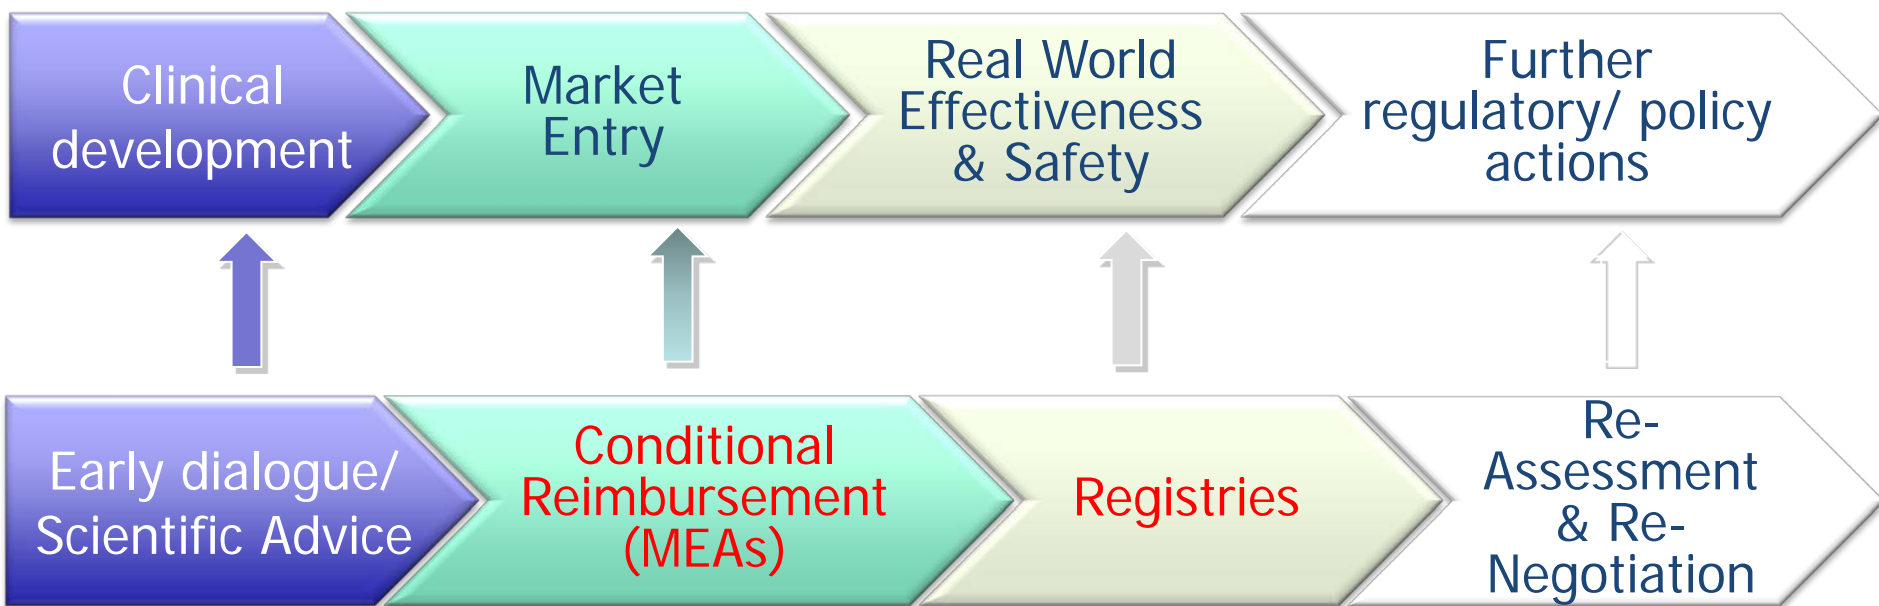 Clinical
development
Market
Entry
Real World
Effectiveness
& Safety
Further
regulatory/ policy
actions
Early dialogue/
Scientific Advice
Conditional
Reimbursement
(MEAs)
Registries
Re-
Assessment
& Re-
Negotiation